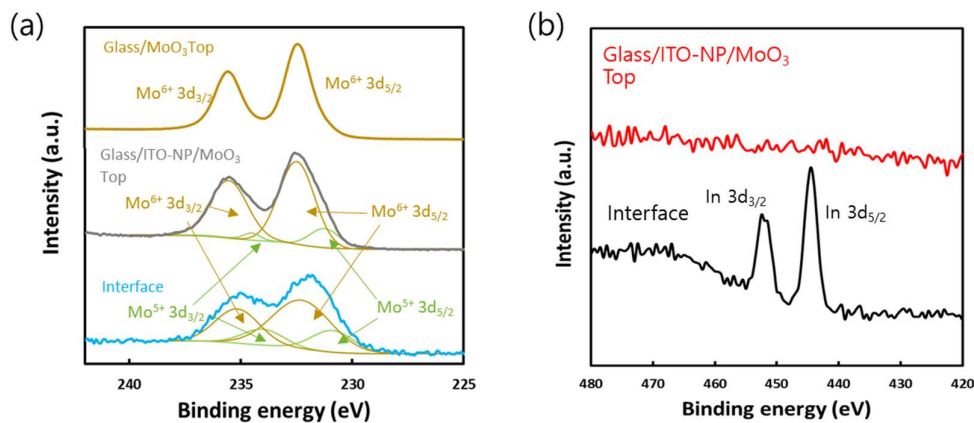 (a)
Glass/MoO₃Top
Mo⁶⁺ 3d₃/₂
Mo⁶⁺ 3d₅/₂
Glass/ITO-NP/MoO₃
Top
Mo⁶⁺ 3d₃/₂
Mo⁶⁺ 3d₅/₂
Interface
Mo⁵⁺ 3d₃/₂
Mo⁵⁺ 3d₅/₂
Intensity (a.u.)
240 235 230 225
Binding energy (eV)
(b)
Glass/ITO-NP/MoO₃
Top
In 3d₃/₂
In 3d₅/₂
Interface
Intensity (a.u.)
480 470 460 450 440 430 420
Binding energy (eV)